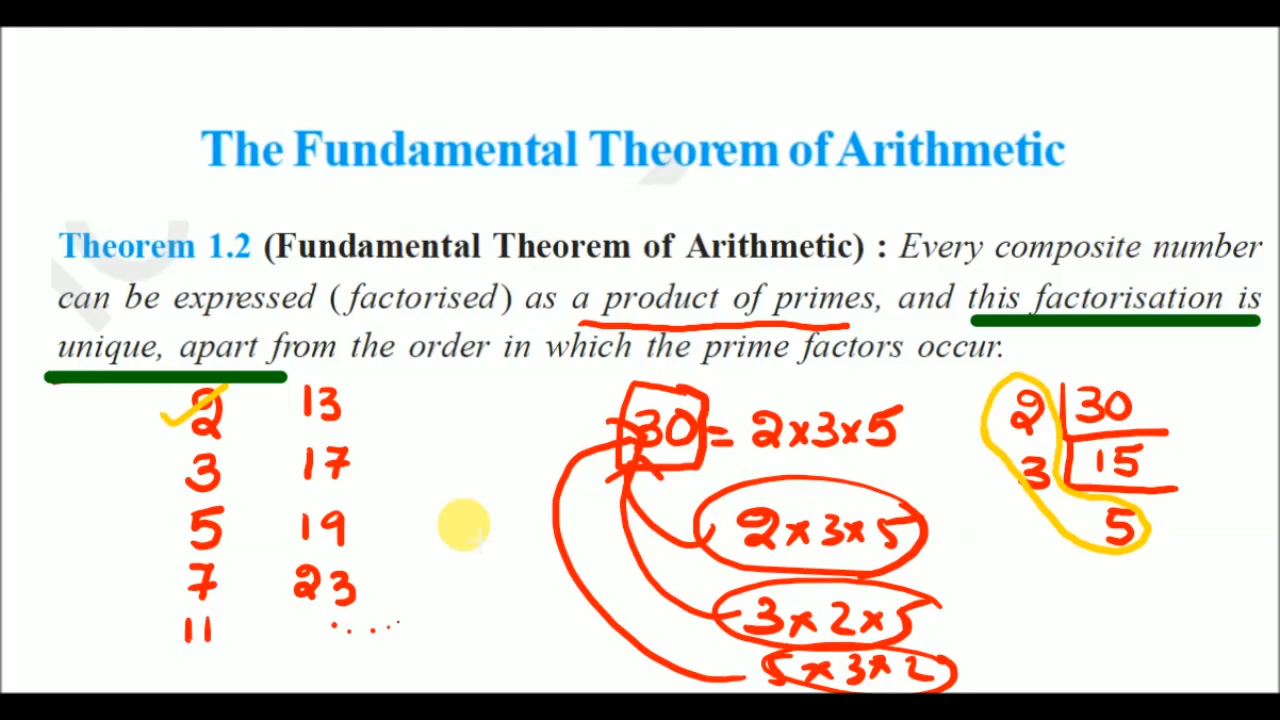 The Fundamental Theorem of Arithmetic
Theorem 1.2 (Fundamental Theorem of Arithmetic) : Every composite number
can be expressed (factorised) as a product of primes, and this factorisation is
unique, apart from the order in which the prime factors occur.
2 13
3 17
5 19
7 23
11 .....
30 = 2×3×5
2×3×5
3×2×5
5×3×2
2 30
3 15
5